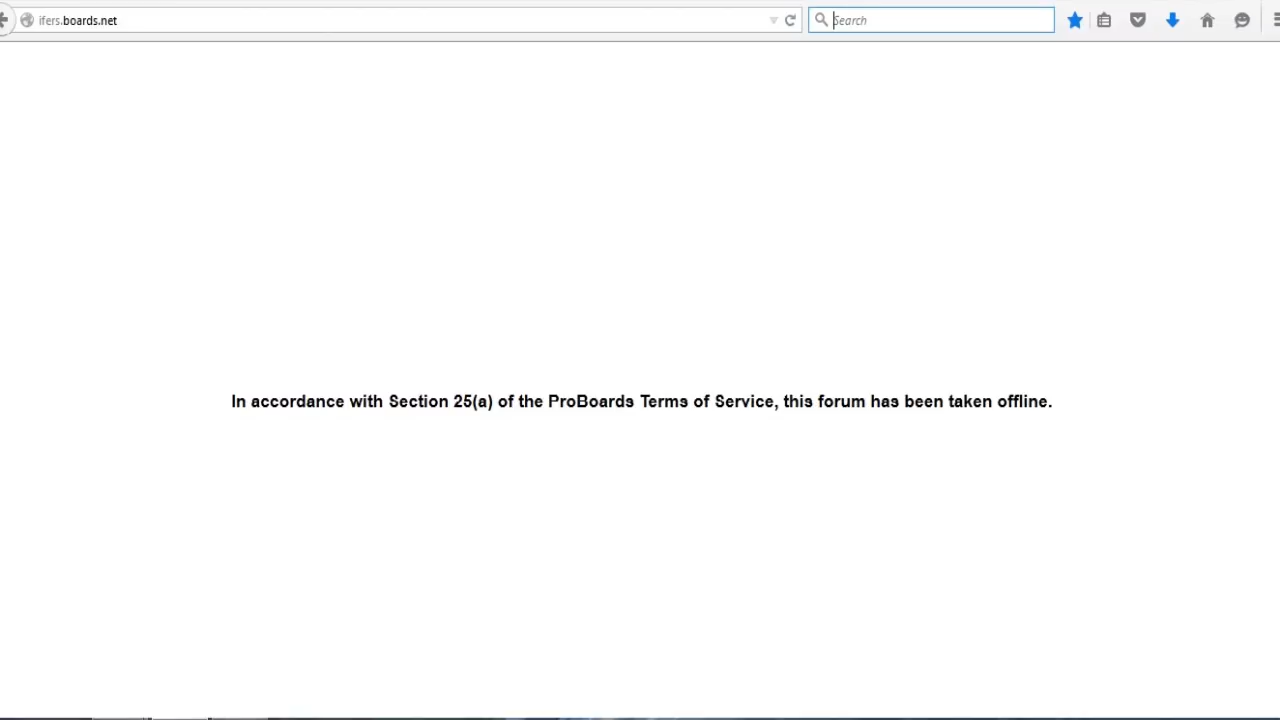 ifers.boards.net
Search
In accordance with Section 25(a) of the ProBoards Terms of Service, this forum has been taken offline.